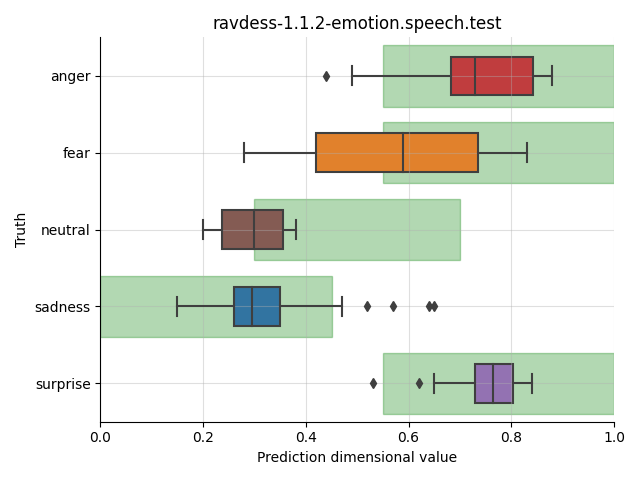 ravdess-1.1.2-emotion.speech.test
anger
fear
neutral
sadness
surprise
Truth
0.0 0.2 0.4 0.6 0.8 1.0
Prediction dimensional value